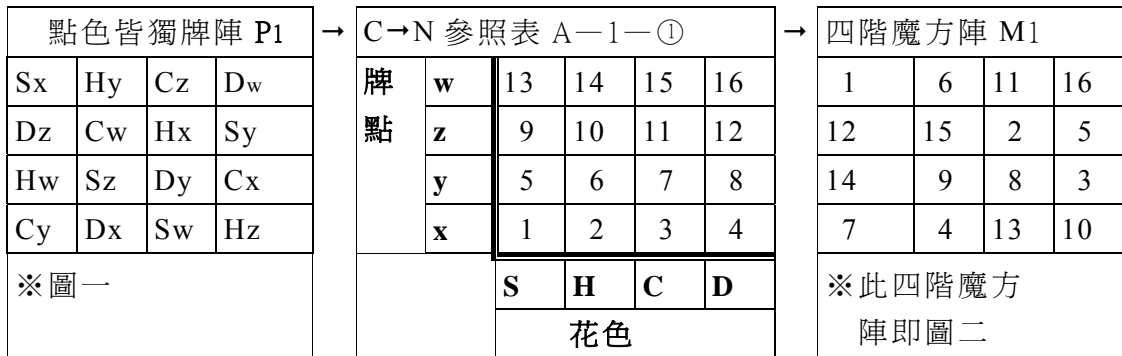 點色皆獨牌陣 P1 → C→N 參照表 A－1－① → 四階魔方陣 M1
Sx Hy Cz Dw 牌 w 13 14 15 16 1 6 11 16
Dz Cw Hx Sy 點 z 9 10 11 12 12 15 2 5
Hw Sz Dy Cx y 5 6 7 8 14 9 8 3
Cy Dx Sw Hz x 1 2 3 4 7 4 13 10
※圖一 S H C D ※此四階魔方
花色 陣即圖二